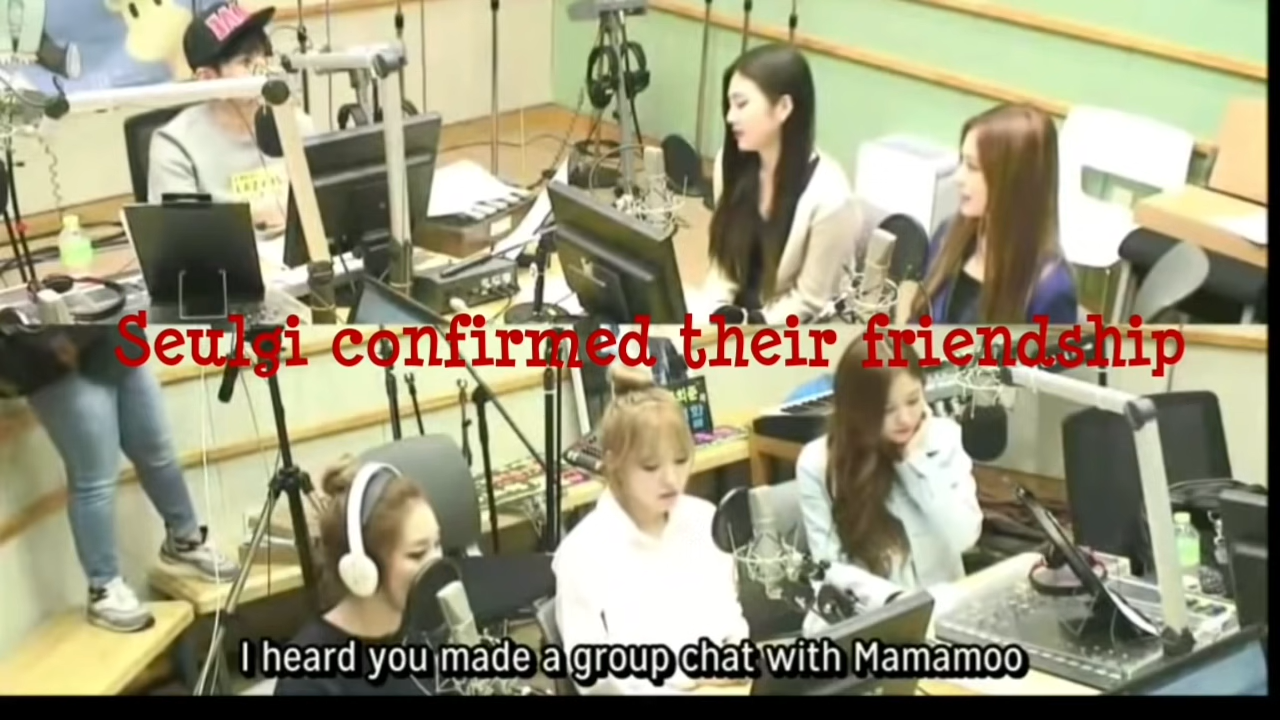 Seulgi confirmed their friendship
I heard you made a group chat with Mamamoo